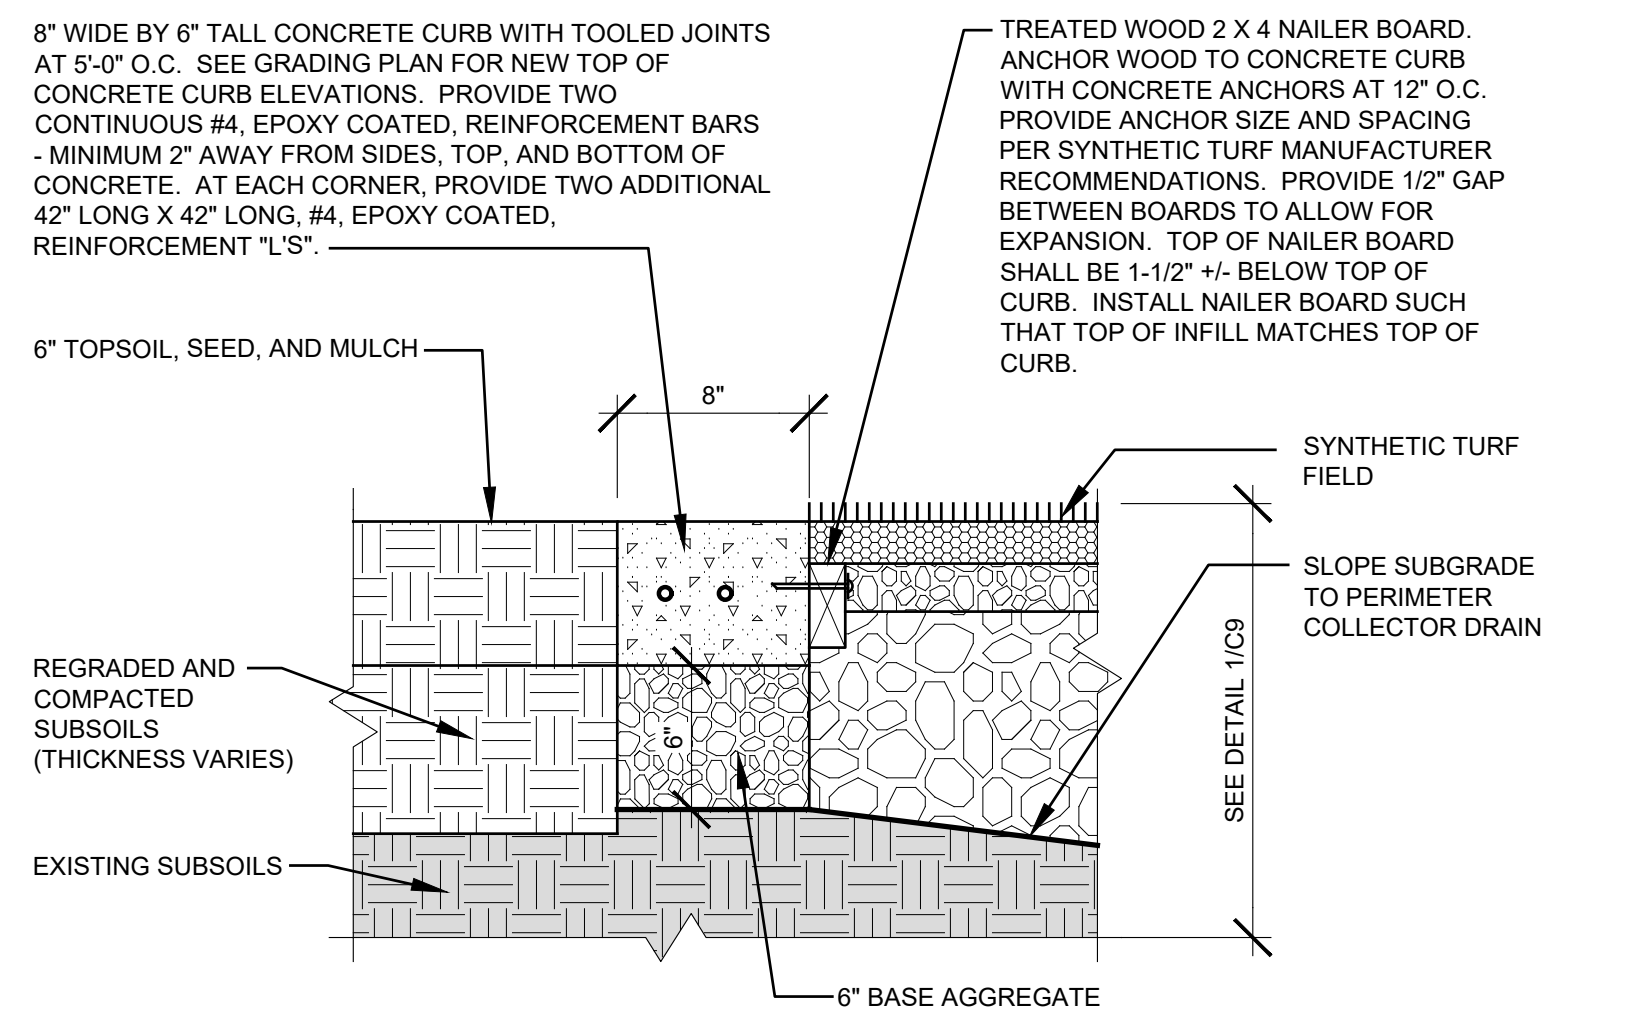 8" WIDE BY 6" TALL CONCRETE CURB WITH TOOLED JOINTS
AT 5'-0" O.C. SEE GRADING PLAN FOR NEW TOP OF
CONCRETE CURB ELEVATIONS. PROVIDE TWO
CONTINUOUS #4, EPOXY COATED, REINFORCEMENT BARS
- MINIMUM 2" AWAY FROM SIDES, TOP, AND BOTTOM OF
CONCRETE. AT EACH CORNER, PROVIDE TWO ADDITIONAL
42" LONG X 42" LONG, #4, EPOXY COATED,
REINFORCEMENT "L'S".
TREATED WOOD 2 X 4 NAILER BOARD.
ANCHOR WOOD TO CONCRETE CURB
WITH CONCRETE ANCHORS AT 12" O.C.
PROVIDE ANCHOR SIZE AND SPACING
PER SYNTHETIC TURF MANUFACTURER
RECOMMENDATIONS. PROVIDE 1/2" GAP
BETWEEN BOARDS TO ALLOW FOR
EXPANSION. TOP OF NAILER BOARD
SHALL BE 1-1/2" +/- BELOW TOP OF
CURB. INSTALL NAILER BOARD SUCH
THAT TOP OF INFILL MATCHES TOP OF
CURB.
6" TOPSOIL, SEED, AND MULCH
8"
SYNTHETIC TURF
FIELD
SLOPE SUBGRADE
TO PERIMETER
COLLECTOR DRAIN
REGRADED AND
COMPACTED
SUBSOILS
(THICKNESS VARIES)
6"
SEE DETAIL 1/C9
EXISTING SUBSOILS
6" BASE AGGREGATE